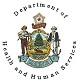 Department of
Health and Human Services